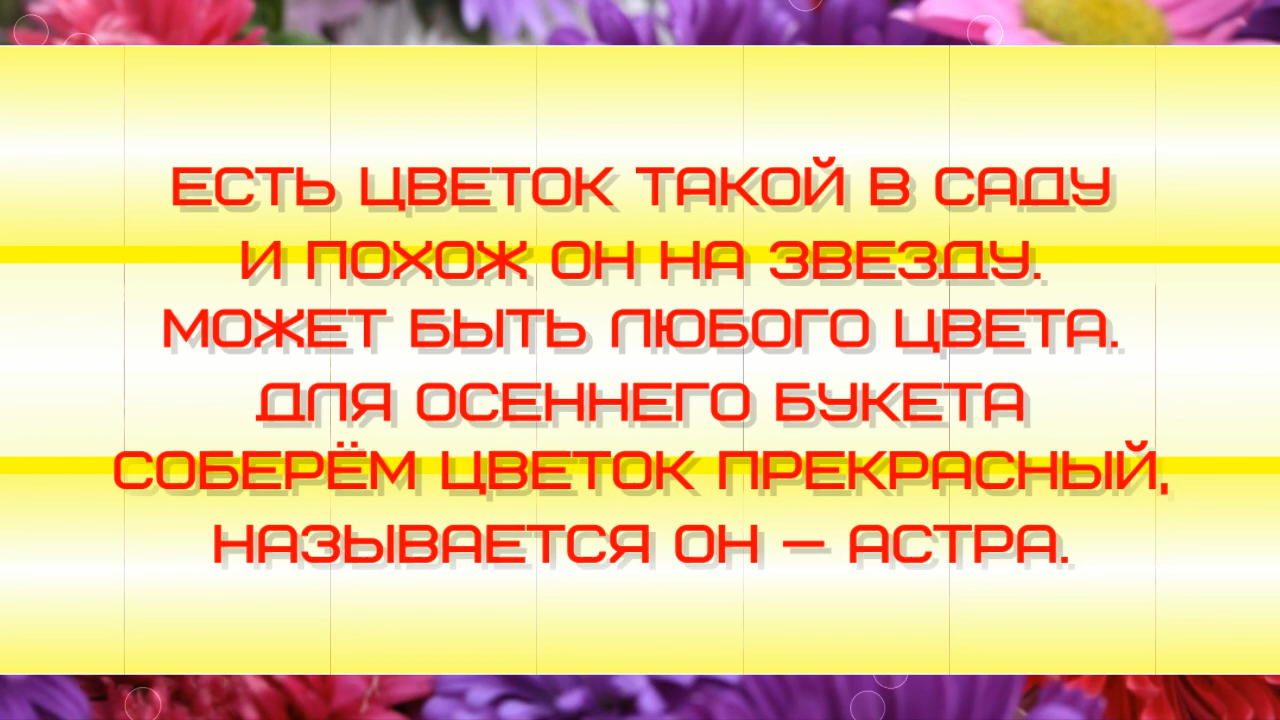 ЕСТЬ ЦВЕТОК ТАКОЙ В САДУ
И ПОХОЖ ОН НА ЗВЕЗДУ.
МОЖЕТ БЫТЬ ЛЮБОГО ЦВЕТА.
ДЛЯ ОСЕННЕГО БУКЕТА
СОБЕРЁМ ЦВЕТОК ПРЕКРАСНЫЙ,
НАЗЫВАЕТСЯ ОН – АСТРА.